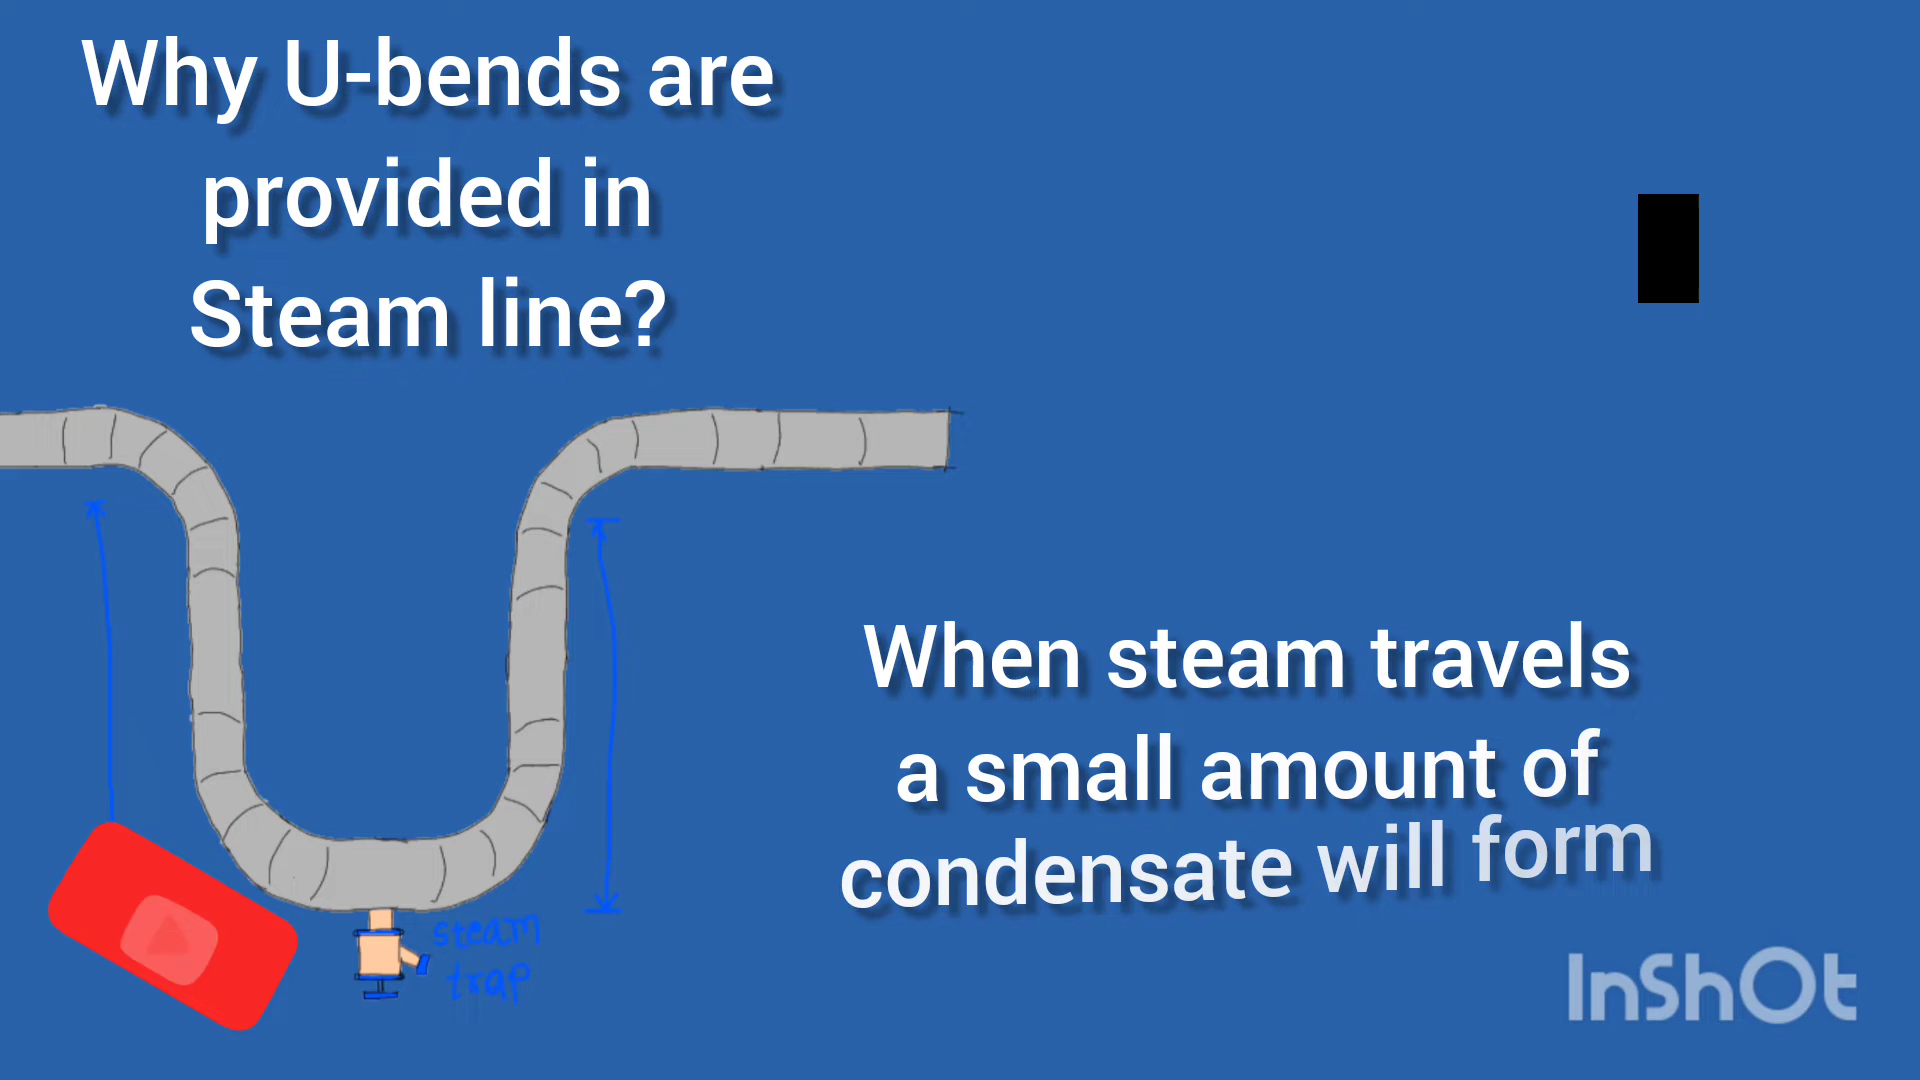 Why U-bends are
provided in
Steam line?
When steam travels
a small amount of
condensate will form
steam
trap
InShOt